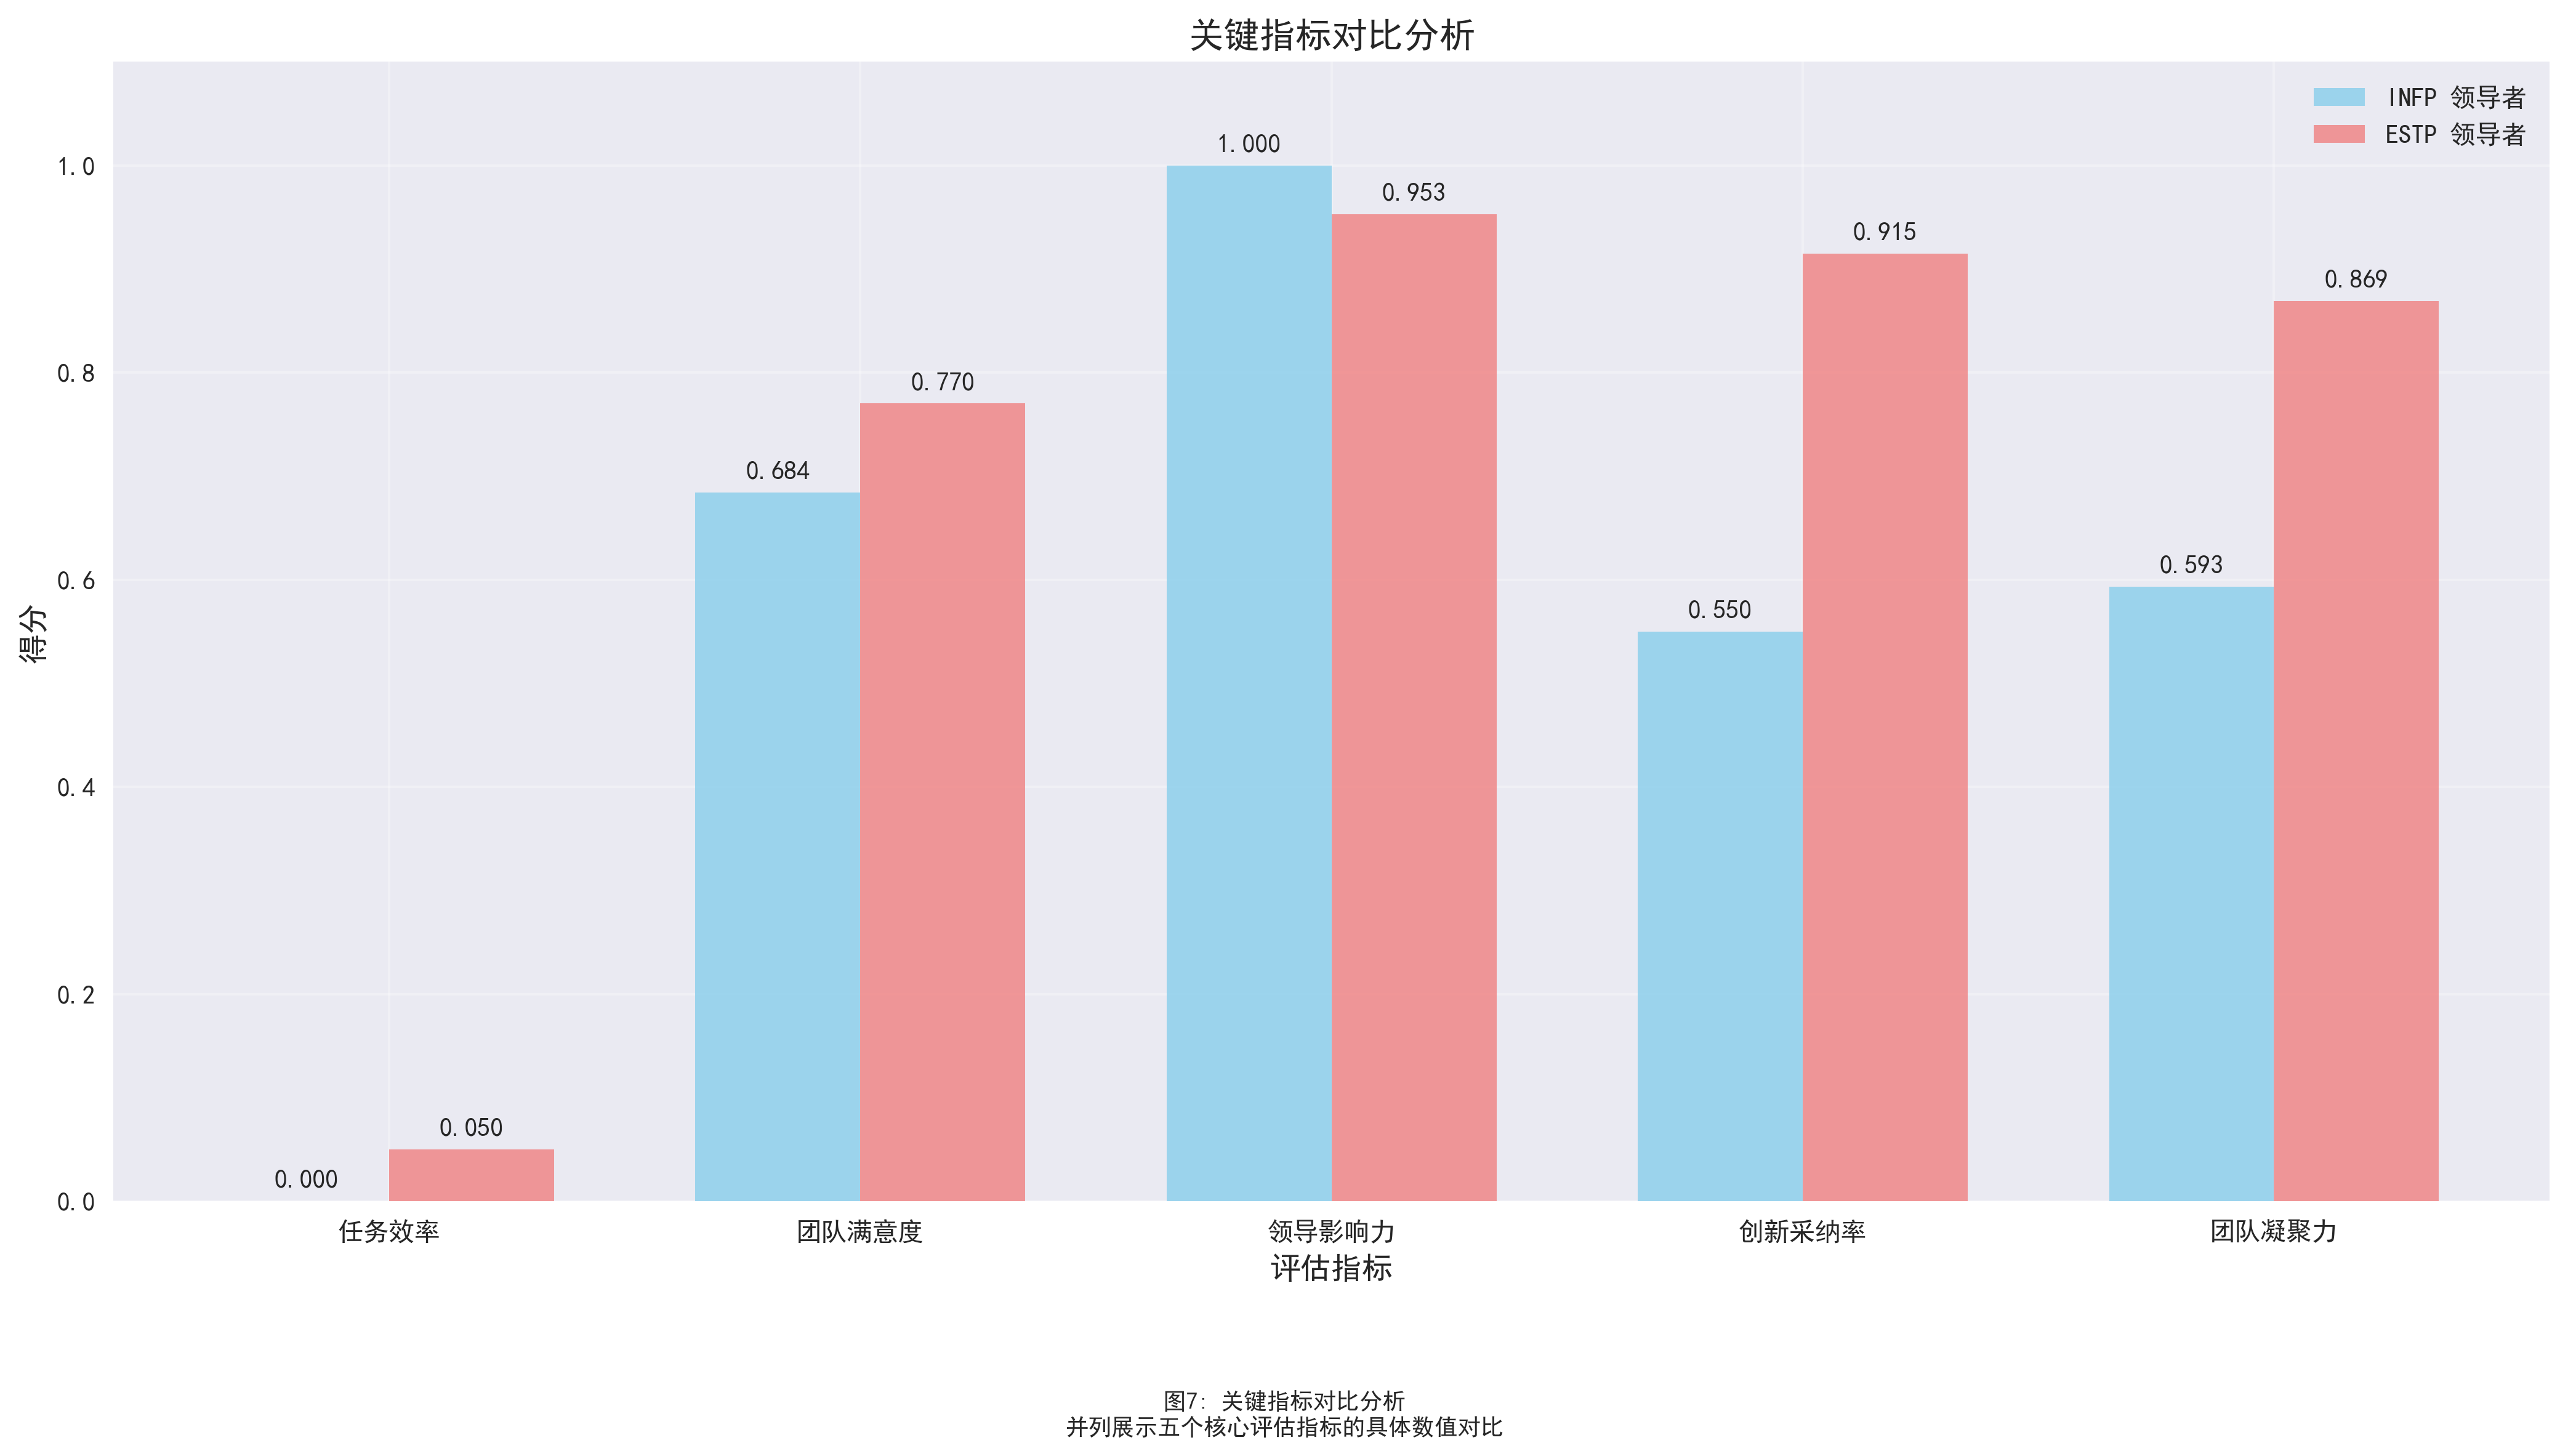 关键指标对比分析
INFP 领导者
ESTP 领导者
得分
1.0
0.8
0.6
0.4
0.2
0.0
0.000
0.050
0.684
0.770
1.000
0.953
0.550
0.915
0.593
0.869
任务效率
团队满意度
领导影响力
创新采纳率
团队凝聚力
评估指标
图7: 关键指标对比分析
并列展示五个核心评估指标的具体数值对比